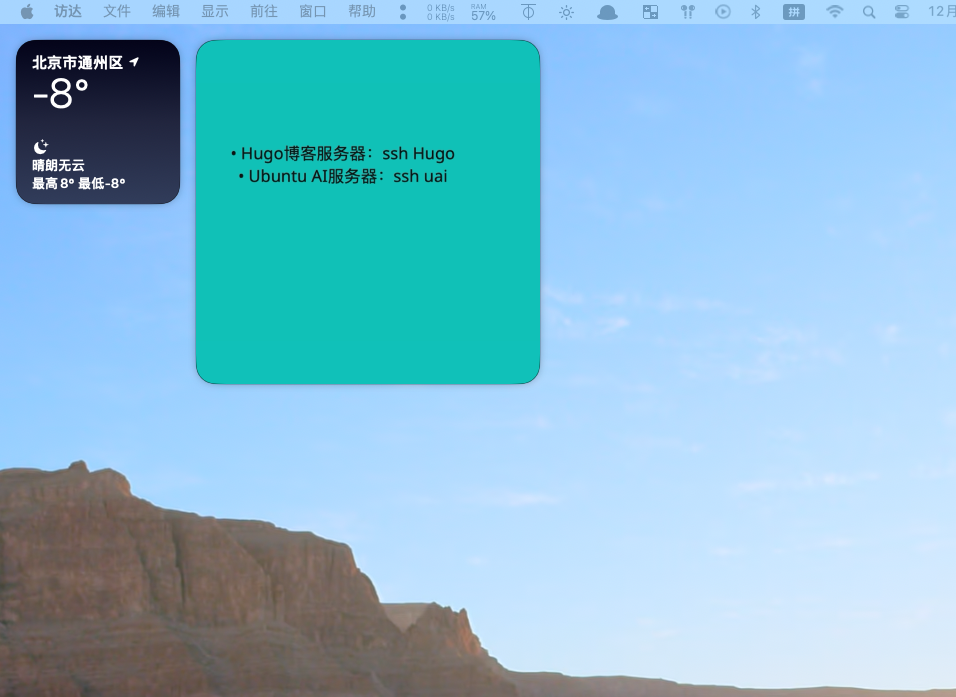 访达 文件 编辑 显示 前往 窗口 帮助 0 KB/s 0 KB/s RAM 57% 拼 12月
北京市通州区
-8°
晴朗无云
最高 8° 最低-8°
• Hugo博客服务器：ssh Hugo
• Ubuntu AI服务器：ssh uai